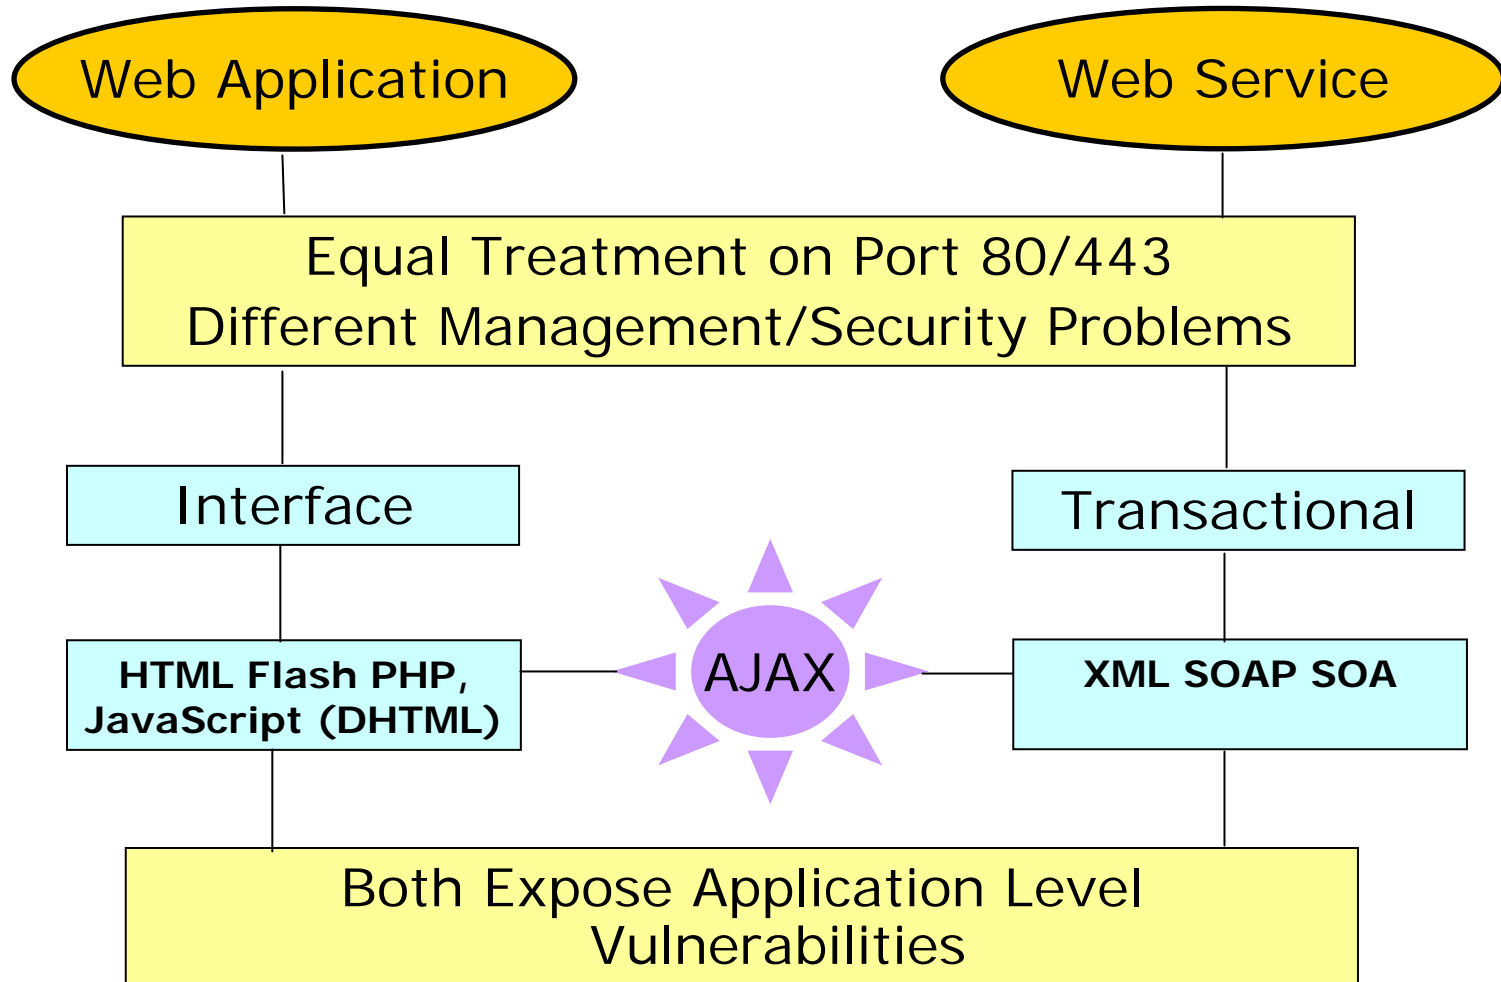 Web Application
Web Service
Equal Treatment on Port 80/443
Different Management/Security Problems
Interface
Transactional
HTML Flash PHP,
JavaScript (DHTML)
AJAX
XML SOAP SOA
Both Expose Application Level
Vulnerabilities